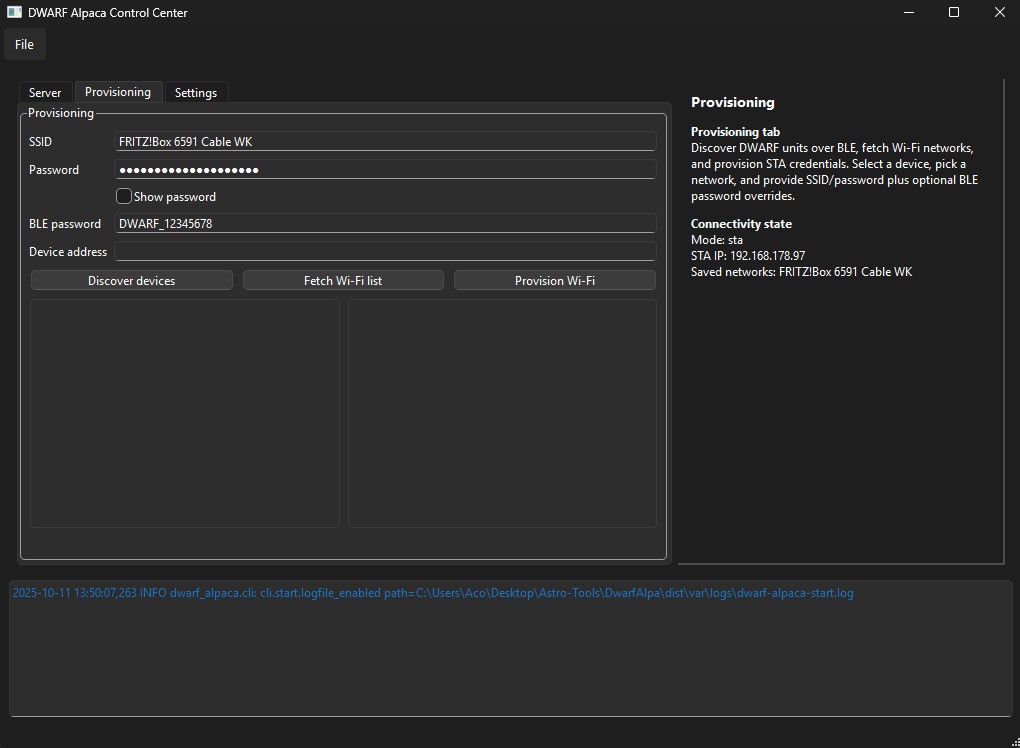 DWARF Alpaca Control Center
File
Server Provisioning Settings
Provisioning
SSID FRITZ!Box 6591 Cable WK
Password ••••••••••••••••••••
Show password
BLE password DWARF_12345678
Device address
Discover devices Fetch Wi-Fi list Provision Wi-Fi
Provisioning
Provisioning tab
Discover DWARF units over BLE, fetch Wi-Fi networks,
and provision STA credentials. Select a device, pick a
network, and provide SSID/password plus optional BLE
password overrides.
Connectivity state
Mode: sta
STA IP: 192.168.178.97
Saved networks: FRITZ!Box 6591 Cable WK
2025-10-11 13:50:07,263 INFO dwarf_alpaca.cli: cli.start.logfile_enabled path=C:\Users\Aco\Desktop\Astro-Tools\DwarfAlpa\dist\var\logs\dwarf-alpaca-start.log